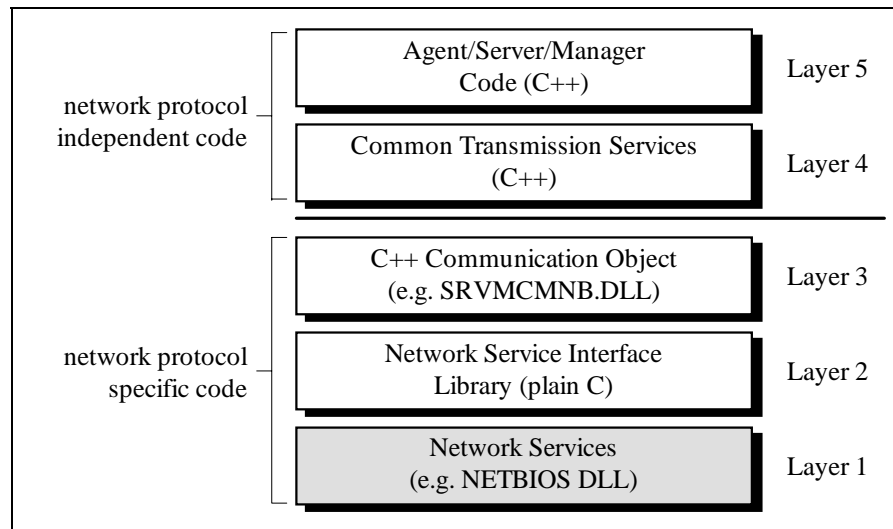 Agent/Server/Manager
Code (C++)
Layer 5
network protocol
independent code
Common Transmission Services
(C++)
Layer 4
C++ Communication Object
(e.g. SRVMCMNB.DLL)
Layer 3
network protocol
specific code
Network Service Interface
Library (plain C)
Layer 2
Network Services
(e.g. NETBIOS DLL)
Layer 1